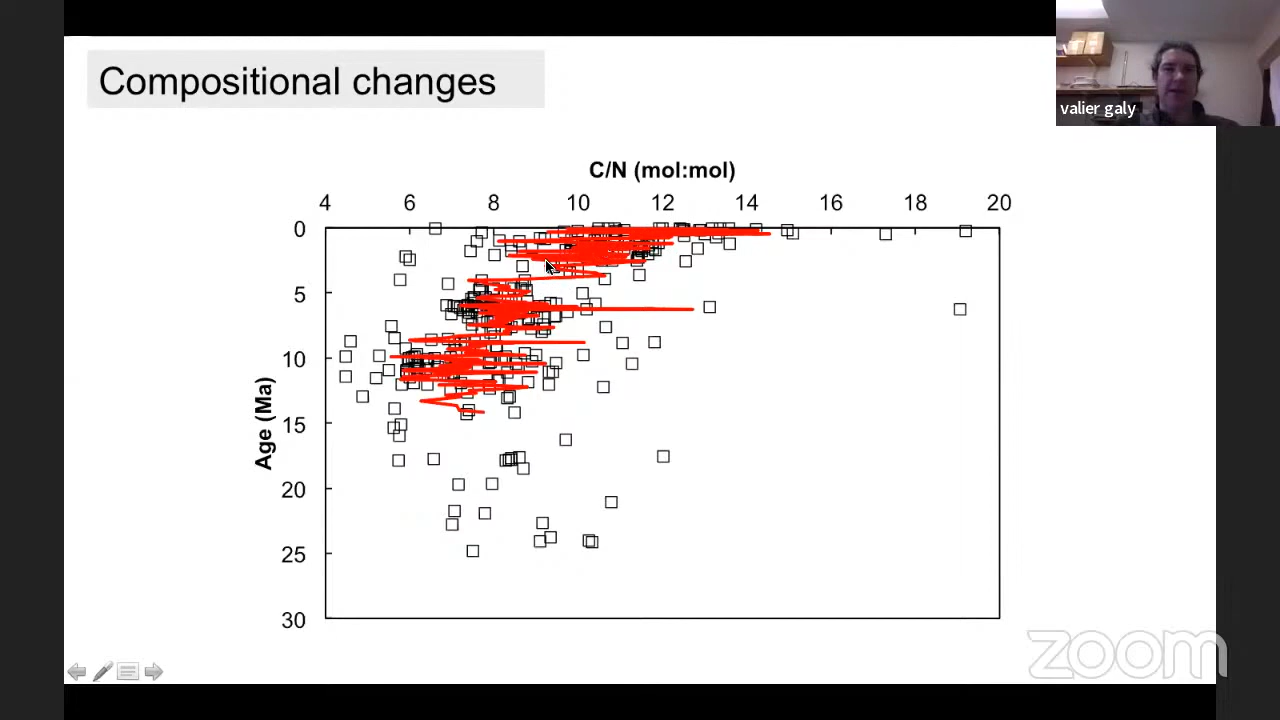 Compositional changes
valier galy
C/N (mol:mol)
4 6 8 10 12 14 16 18 20
0
5
10
15
20
25
30
Age (Ma)
zoom